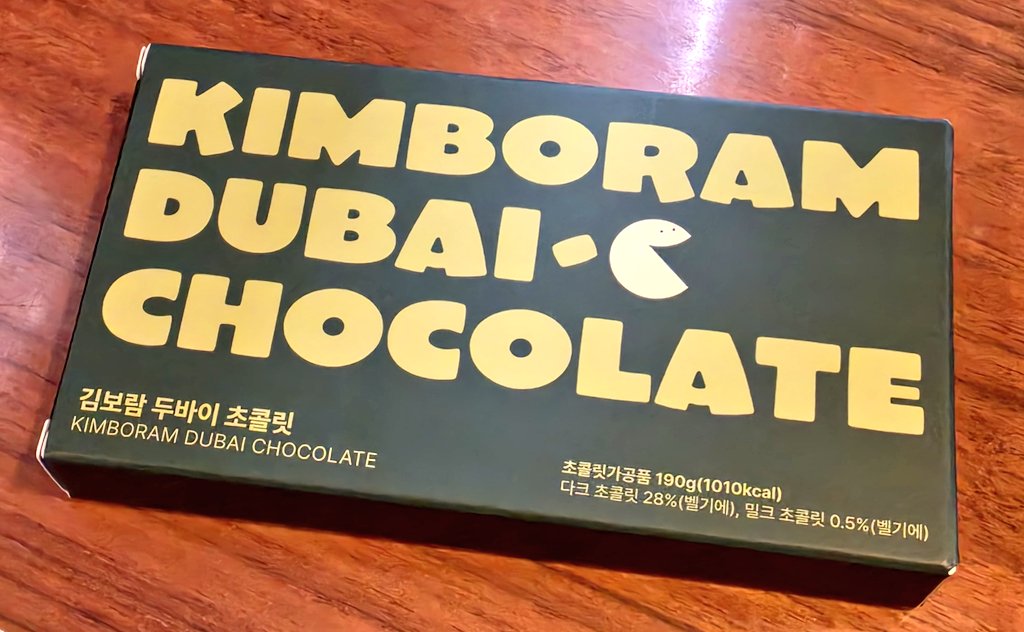 KIMBORAM
DUBAI-
CHOCOLATE
김보람 두바이 초콜릿
KIMBORAM DUBAI CHOCOLATE
초콜릿가공품 190g(1010kcal)
다크 초콜릿 28%(벨기에), 밀크 초콜릿 0.5%(벨기에)